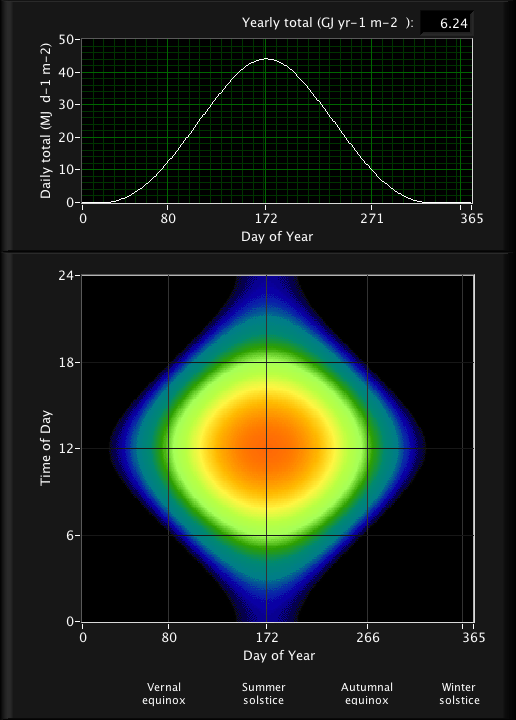 Yearly total (GJ yr-1 m-2 ): 6.24
Daily total (MJ d-1 m-2)
50
40
30
20
10
0
0 80 172 271 365
Day of Year
Time of Day
24
18
12
6
0
0 80 172 266 365
Day of Year
Vernal equinox
Summer solstice
Autumnal equinox
Winter solstice